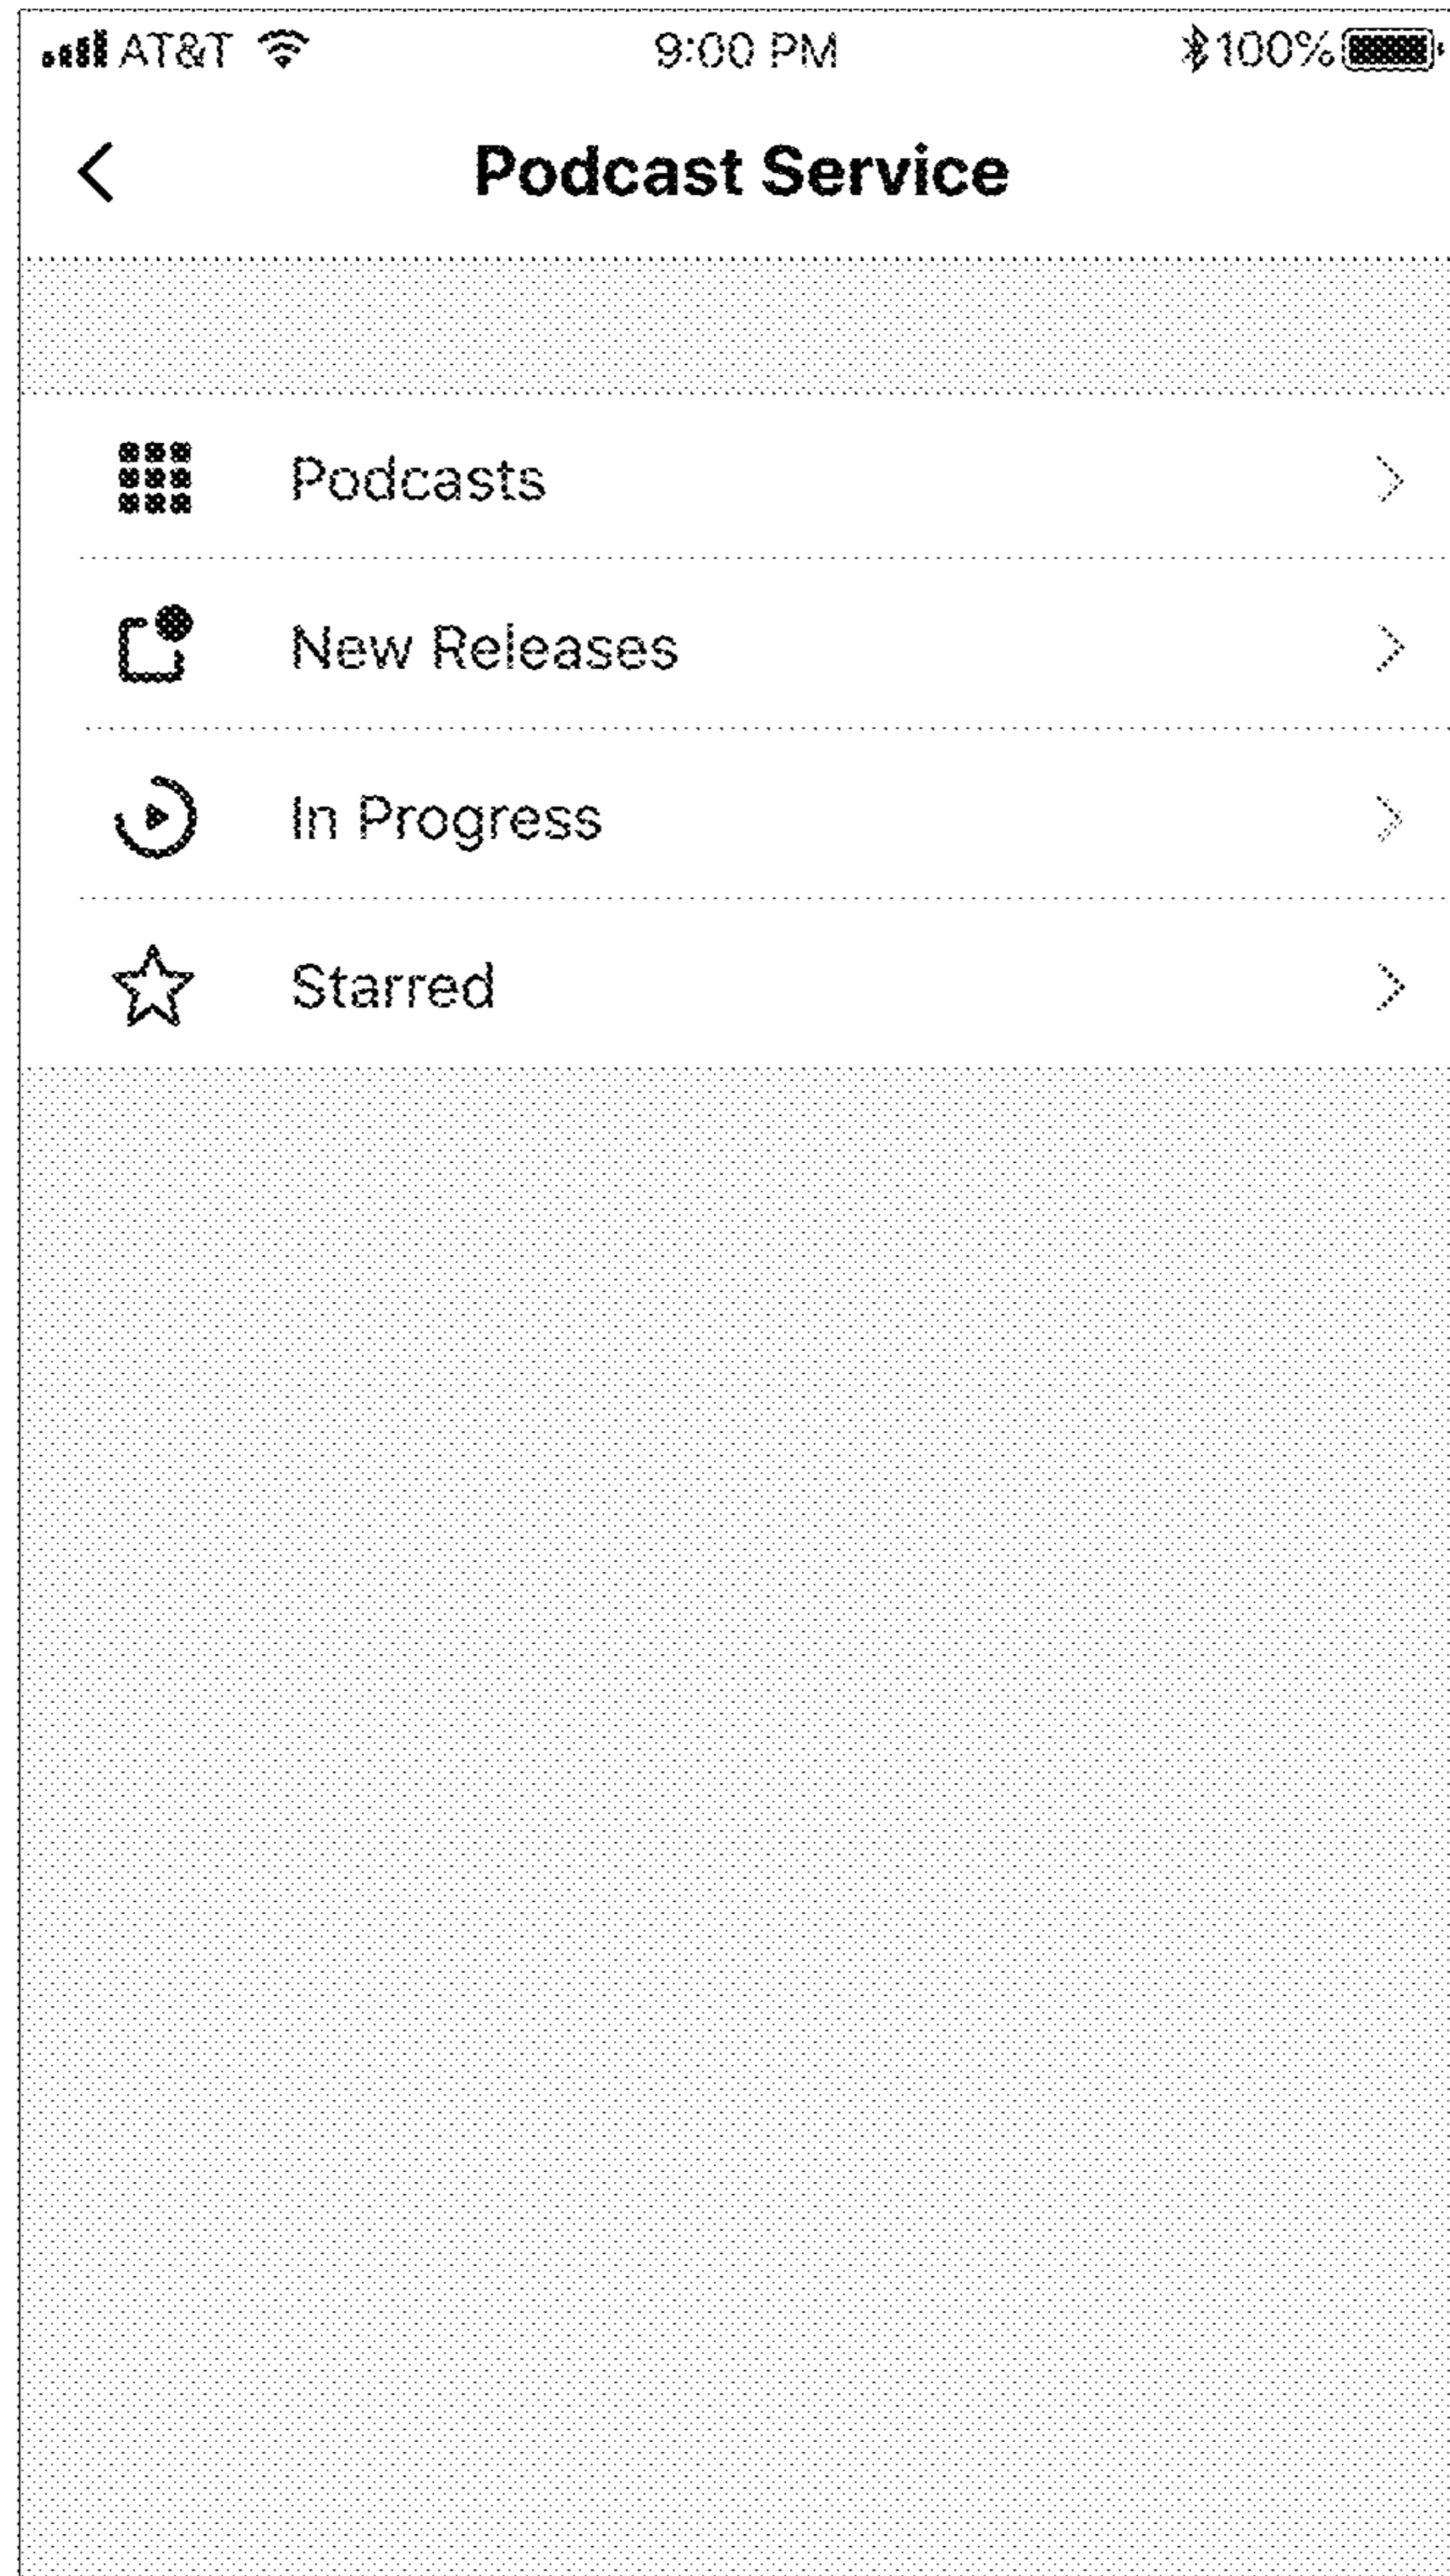 AT&T 9:00 PM 100%
Podcast Service
Podcasts
New Releases
In Progress
Starred